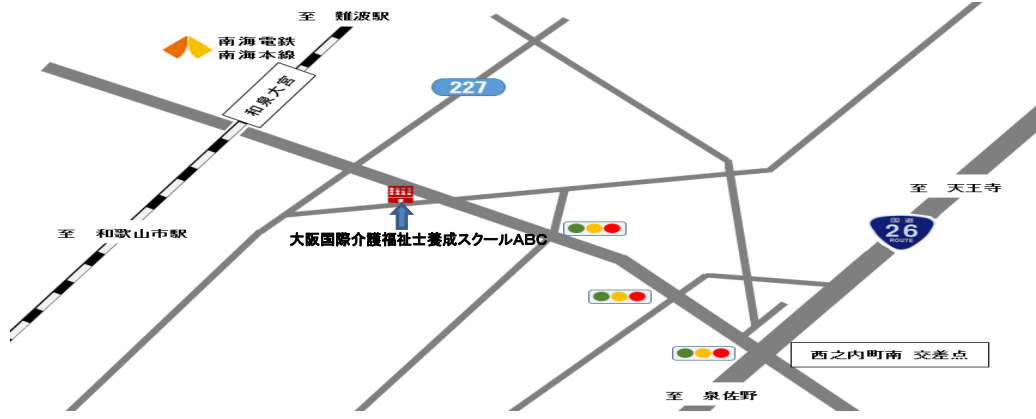 至 難波駅
南海電鉄
南海本線
和泉大宮
227
至 天王寺
国道
26
ROUTE
至 和歌山市駅
大阪国際介護福祉士養成スクールABC
西之内町南 交差点
至 泉佐野